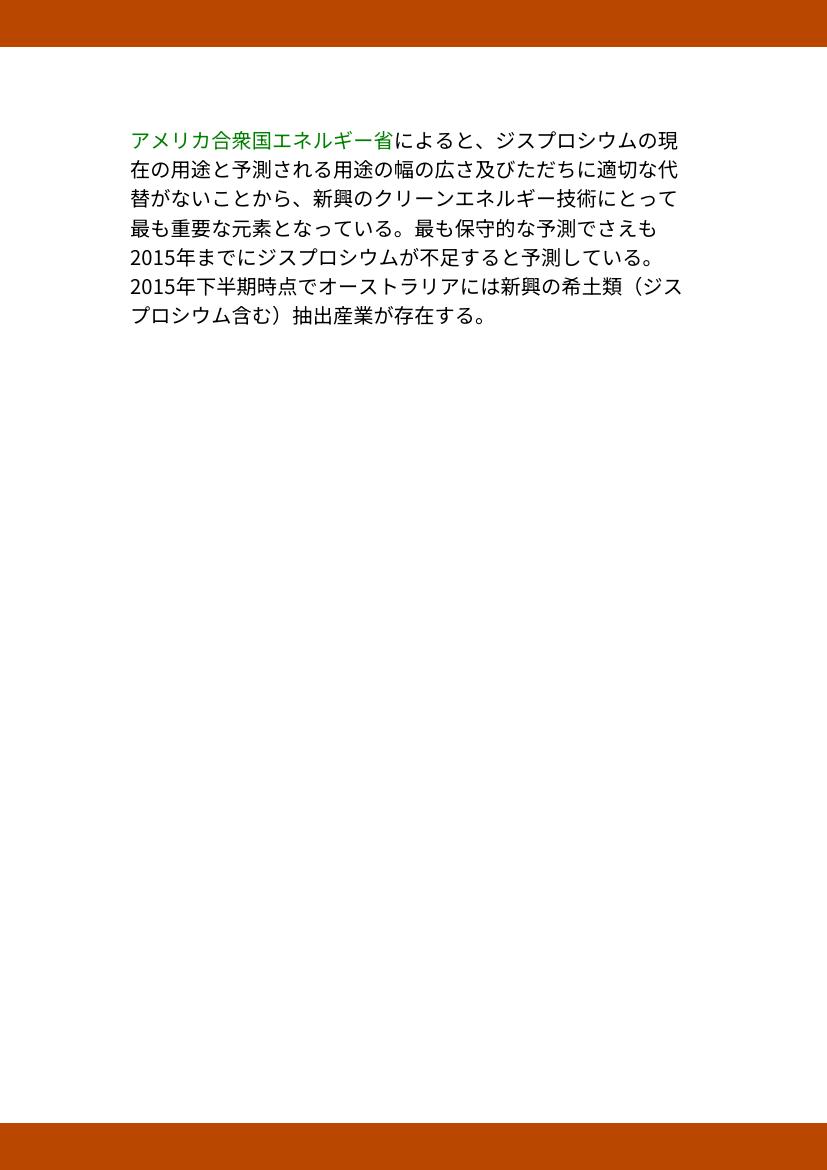 アメリカ合衆国エネルギー省によると、ジスプロシウムの現
在の用途と予測される用途の幅の広さ及びただちに適切な代
替がないことから、新興のクリーンエネルギー技術にとって
最も重要な元素となっている。最も保守的な予測でさえも
2015年までにジスプロシウムが不足すると予測している。
2015年下半期時点でオーストラリアには新興の希土類（ジス
プロシウム含む）抽出産業が存在する。